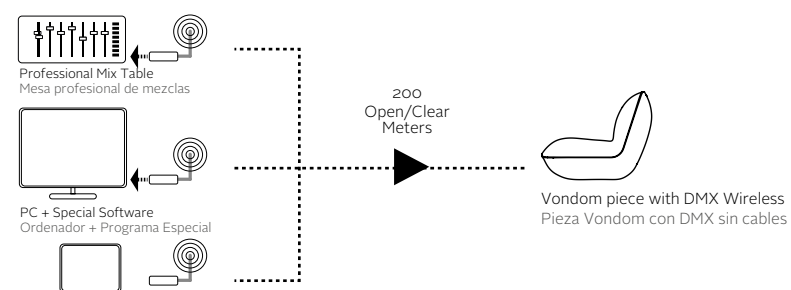 Professional Mix Table
Mesa profesional de mezclas
200
Open/Clear
Meters
PC + Special Software
Ordenador + Programa Especial
Vondom piece with DMX Wireless
Pieza Vondom con DMX sin cables